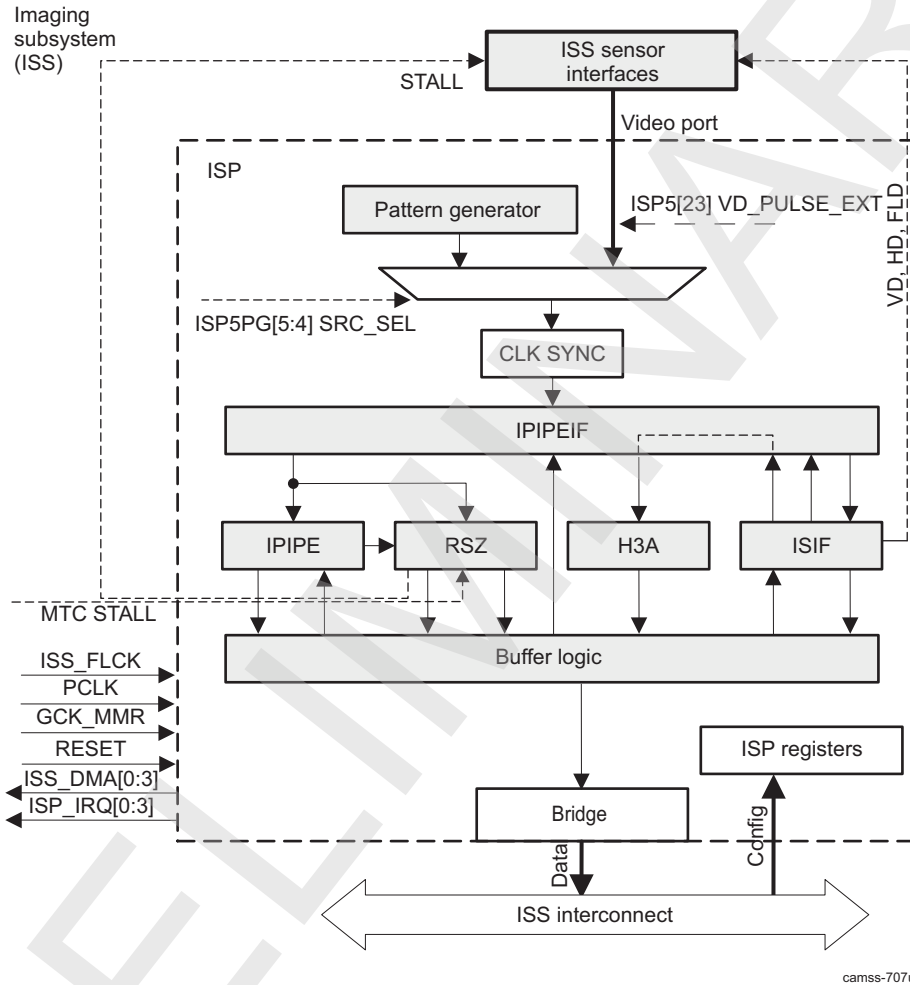 Imaging
subsystem
(ISS)
ISS sensor
interfaces
STALL
Video port
ISP
ISP5[23] VD_PULSE_EXT
VD, HD, FLD
Pattern generator
ISP5PG[5:4] SRC_SEL
CLK SYNC
IPIPEIF
IPIPE
RSZ
H3A
ISIF
MTC STALL
Buffer logic
ISS_FLCK
PCLK
GCK_MMR
RESET
ISS_DMA[0:3]
ISP_IRQ[0:3]
ISP registers
Bridge
Data
Config
ISS interconnect